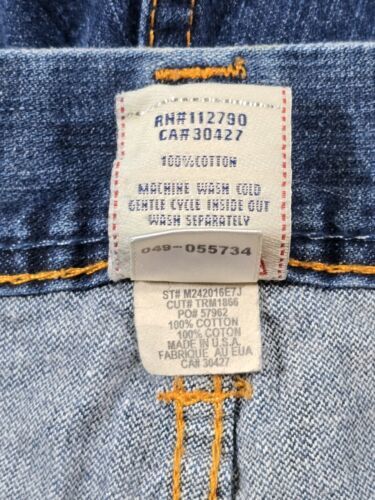 RN#112790
CA#30427
100%COTTON
MACHINE WASH COLD
GENTLE CYCLE INSIDE OUT
WASH SEPARATELY
049-055734
A
ST# M242016E7J
CUT# TRM1866
PO# 57962
100% COTTON
100% COTON
MADE IN U.S.A.
FABRIQUE AU EUA
CA# 30427